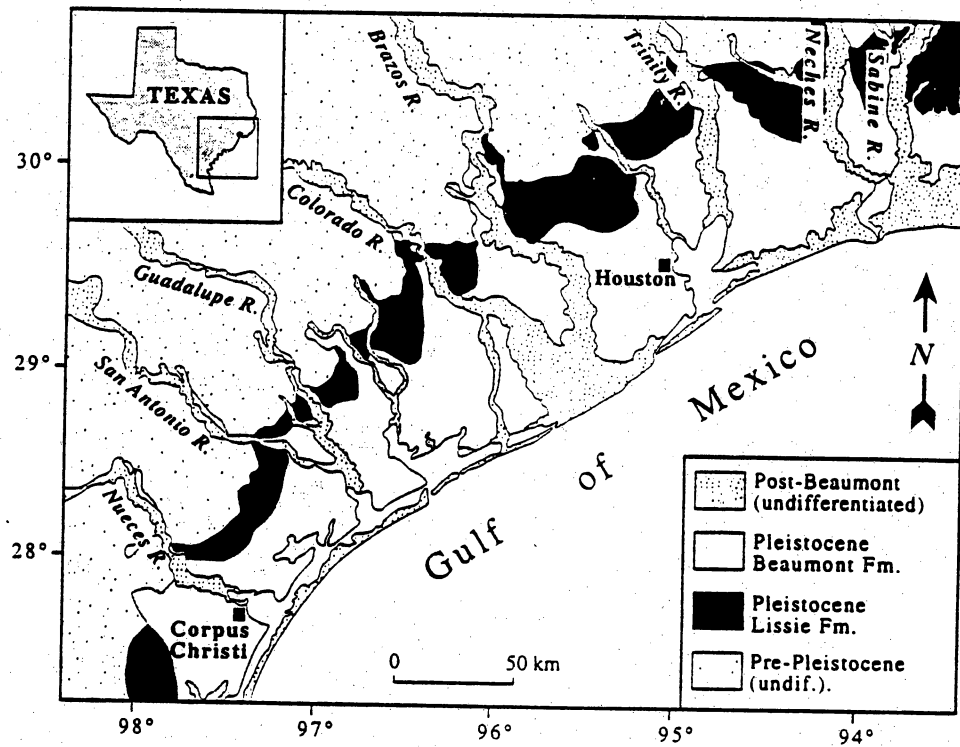 TEXAS
Brazos R.
Trinity R.
Neches R.
Sabine R.
30°
Colorado R.
Houston
Guadalupe R.
29°
San Antonio R.
N
Gulf of Mexico
Nueces R.
28°
Corpus
Christi
0 50 km
Post-Beaumont
(undifferentiated)
Pleistocene
Beaumont Fm.
Pleistocene
Lissie Fm.
Pre-Pleistocene
(undif.).
98° 97° 96° 95° 94°